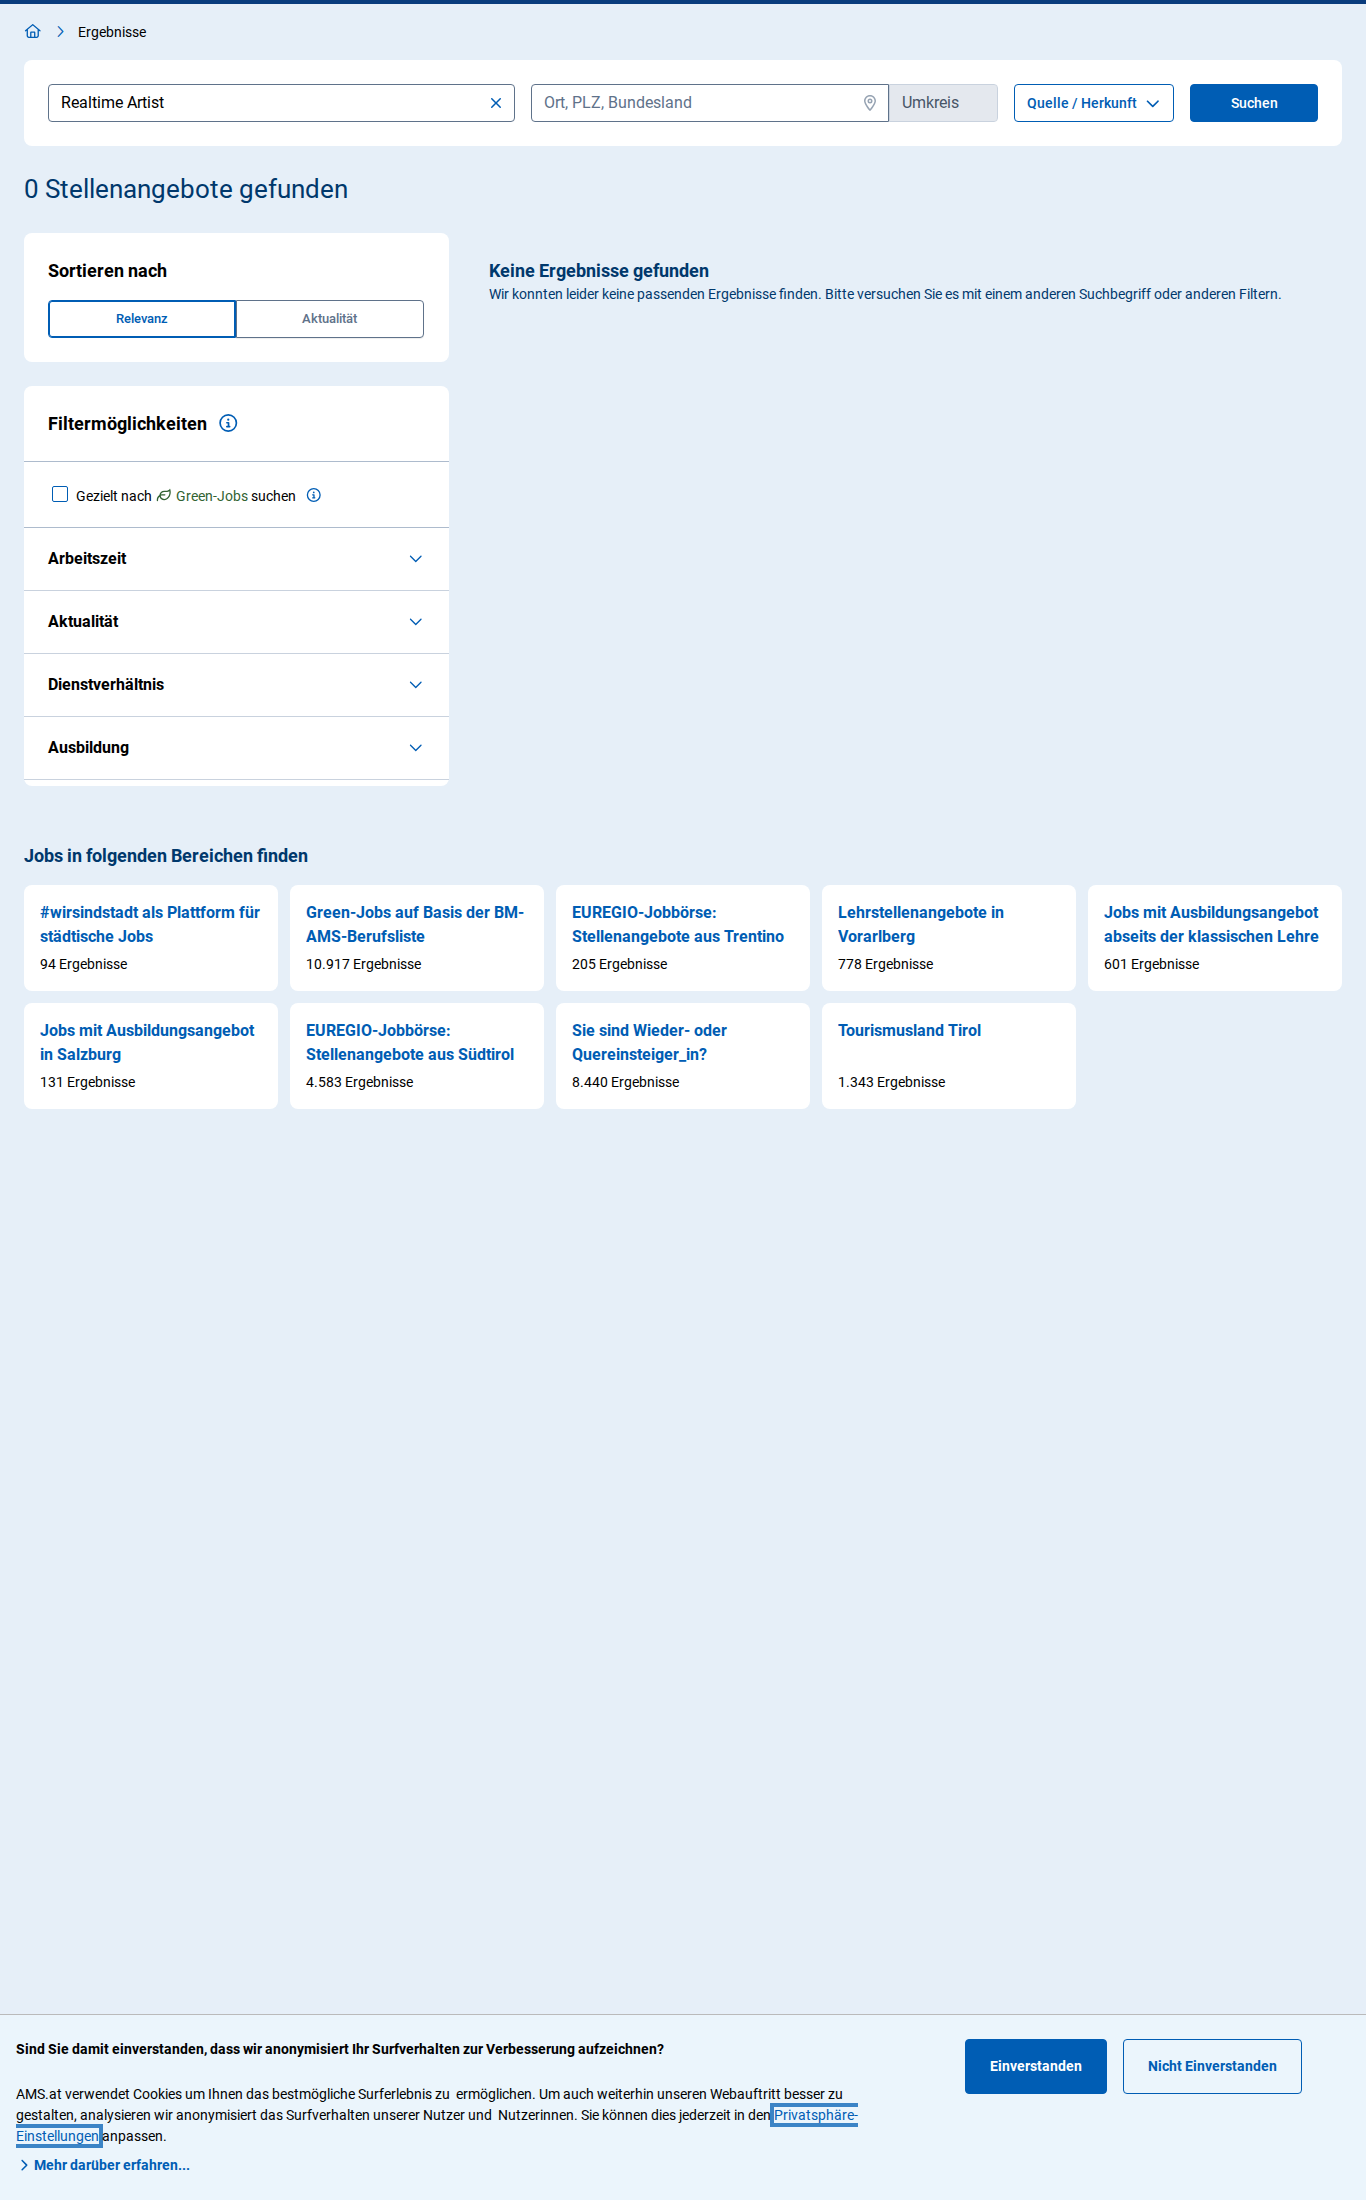 Ergebnisse
Realtime Artist
Ort, PLZ, Bundesland
Umkreis
Quelle / Herkunft
Suchen
0 Stellenangebote gefunden
Sortieren nach
Relevanz
Aktualität
Keine Ergebnisse gefunden
Wir konnten leider keine passenden Ergebnisse finden. Bitte versuchen Sie es mit einem anderen Suchbegriff oder anderen Filtern.
Filtermöglichkeiten
Gezielt nach Green-Jobs suchen
Arbeitszeit
Aktualität
Dienstverhältnis
Ausbildung
Jobs in folgenden Bereichen finden
#wirsindstadt als Plattform für
städtische Jobs
94 Ergebnisse
Green-Jobs auf Basis der BM-
AMS-Berufsliste
10.917 Ergebnisse
EUREGIO-Jobbörse:
Stellenangebote aus Trentino
205 Ergebnisse
Lehrstellenangebote in
Vorarlberg
778 Ergebnisse
Jobs mit Ausbildungsangebot
abseits der klassischen Lehre
601 Ergebnisse
Jobs mit Ausbildungsangebot
in Salzburg
131 Ergebnisse
EUREGIO-Jobbörse:
Stellenangebote aus Südtirol
4.583 Ergebnisse
Sie sind Wieder- oder
Quereinsteiger_in?
8.440 Ergebnisse
Tourismusland Tirol
1.343 Ergebnisse
Sind Sie damit einverstanden, dass wir anonymisiert Ihr Surfverhalten zur Verbesserung aufzeichnen?
AMS.at verwendet Cookies um Ihnen das bestmögliche Surferlebnis zu ermöglichen. Um auch weiterhin unseren Webauftritt besser zu
gestalten, analysieren wir anonymisiert das Surfverhalten unserer Nutzer und Nutzerinnen. Sie können dies jederzeit in den Privatsphäre-
Einstellungen anpassen.
Mehr darüber erfahren...
Einverstanden
Nicht Einverstanden